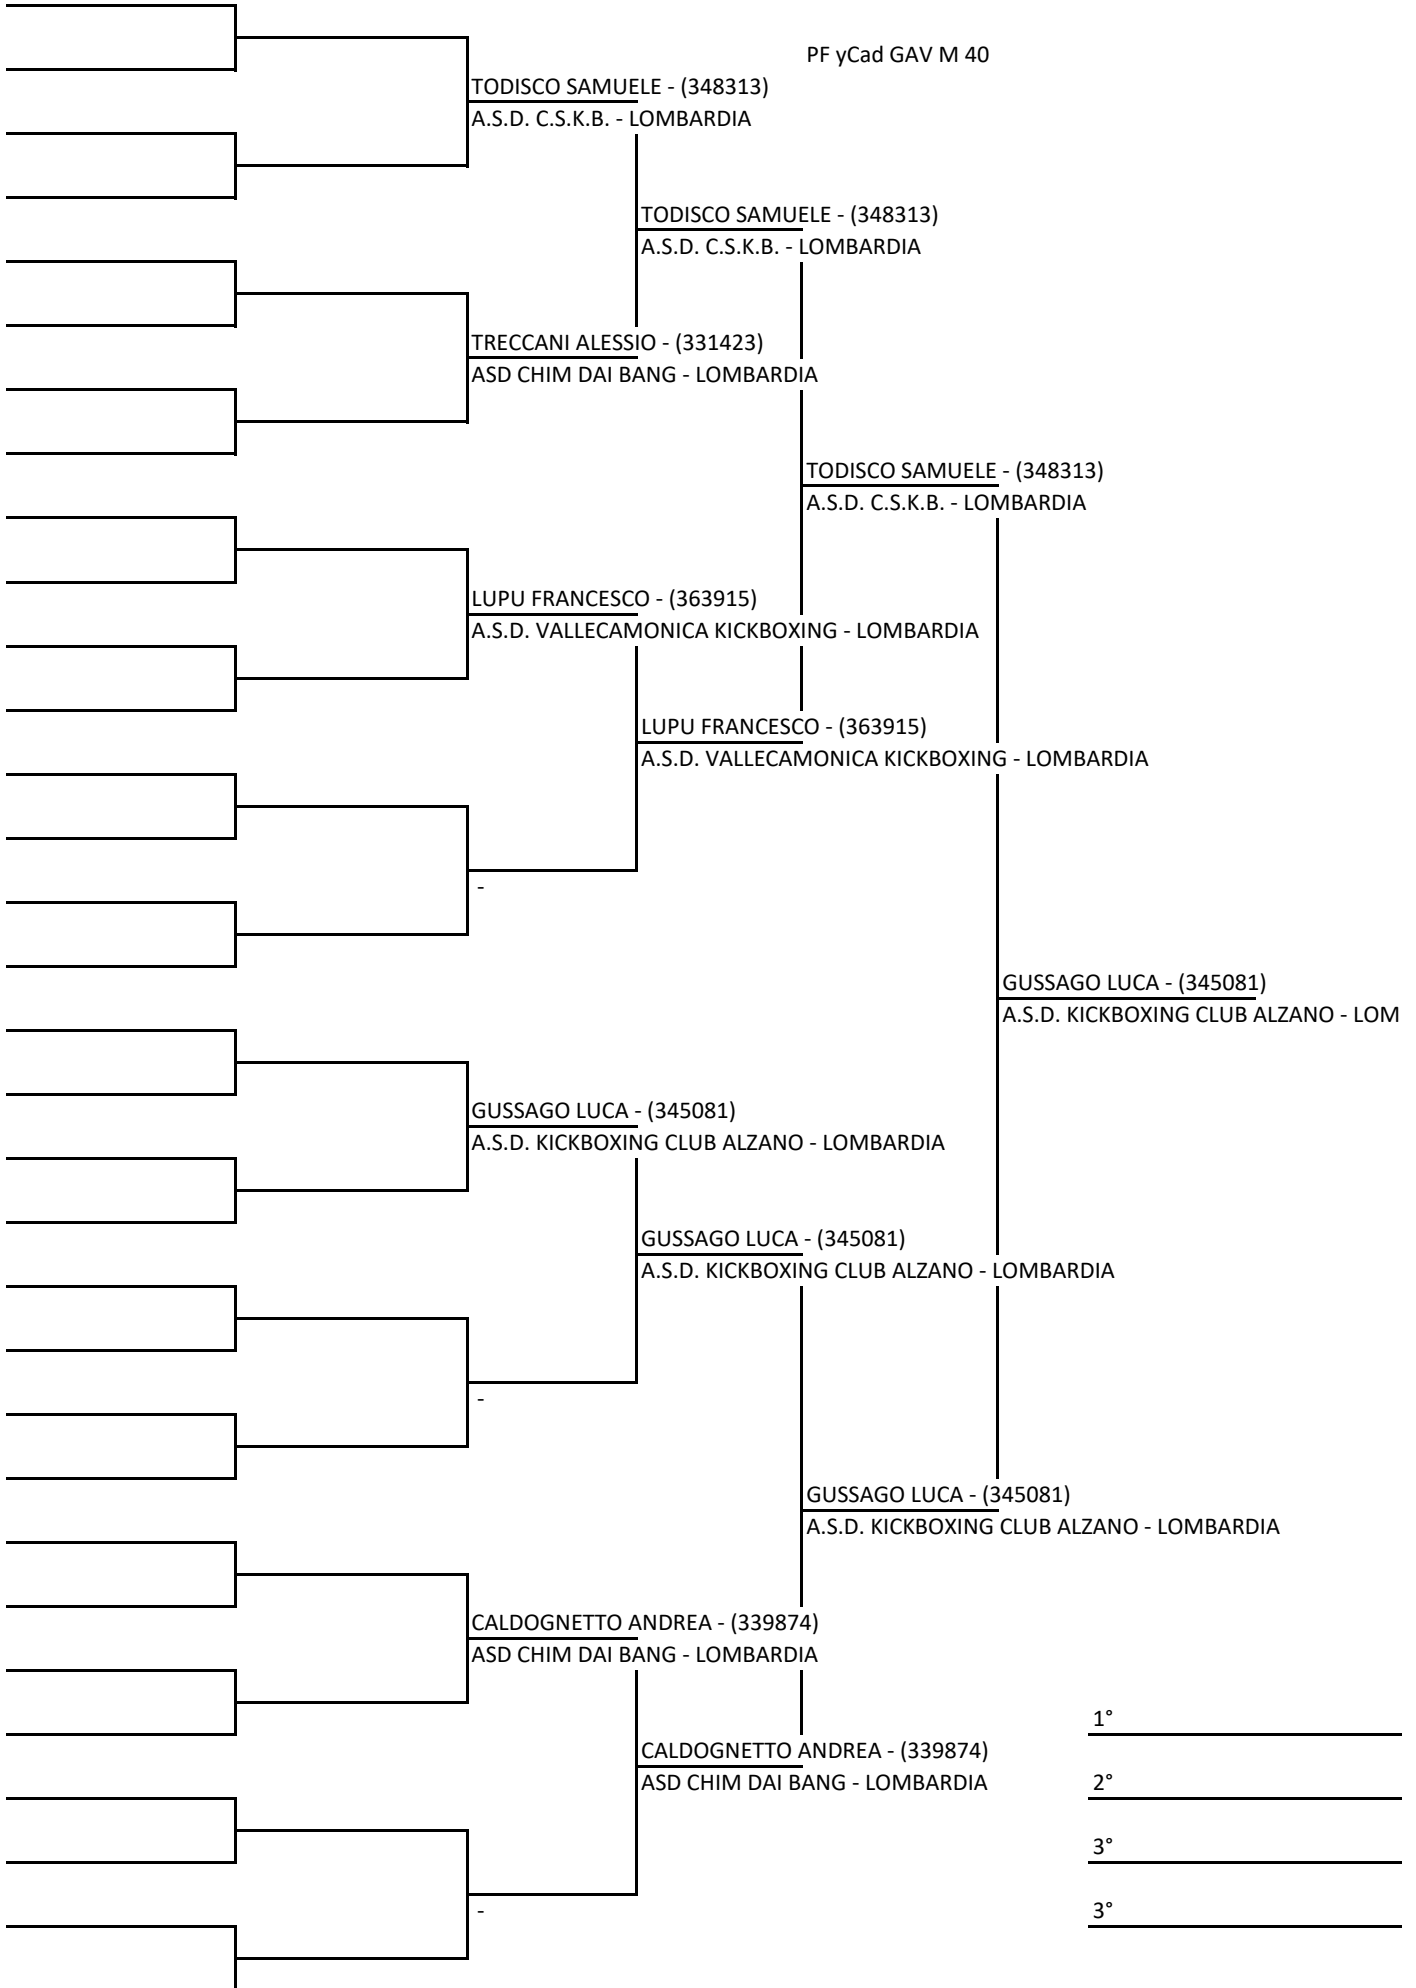 PF yCad GAV M 40
TODISCO SAMUELE - (348313)
A.S.D. C.S.K.B. - LOMBARDIA
TODISCO SAMUELE - (348313)
A.S.D. C.S.K.B. - LOMBARDIA
TRECCANI ALESSIO - (331423)
ASD CHIM DAI BANG - LOMBARDIA
TODISCO SAMUELE - (348313)
A.S.D. C.S.K.B. - LOMBARDIA
LUPU FRANCESCO - (363915)
A.S.D. VALLECAMONICA KICKBOXING - LOMBARDIA
LUPU FRANCESCO - (363915)
A.S.D. VALLECAMONICA KICKBOXING - LOMBARDIA
-
GUSSAGO LUCA - (345081)
A.S.D. KICKBOXING CLUB ALZANO - LOM
GUSSAGO LUCA - (345081)
A.S.D. KICKBOXING CLUB ALZANO - LOMBARDIA
GUSSAGO LUCA - (345081)
A.S.D. KICKBOXING CLUB ALZANO - LOMBARDIA
-
GUSSAGO LUCA - (345081)
A.S.D. KICKBOXING CLUB ALZANO - LOMBARDIA
CALDOGNETTO ANDREA - (339874)
ASD CHIM DAI BANG - LOMBARDIA
1°
CALDOGNETTO ANDREA - (339874)
ASD CHIM DAI BANG - LOMBARDIA
2°
3°
-
3°